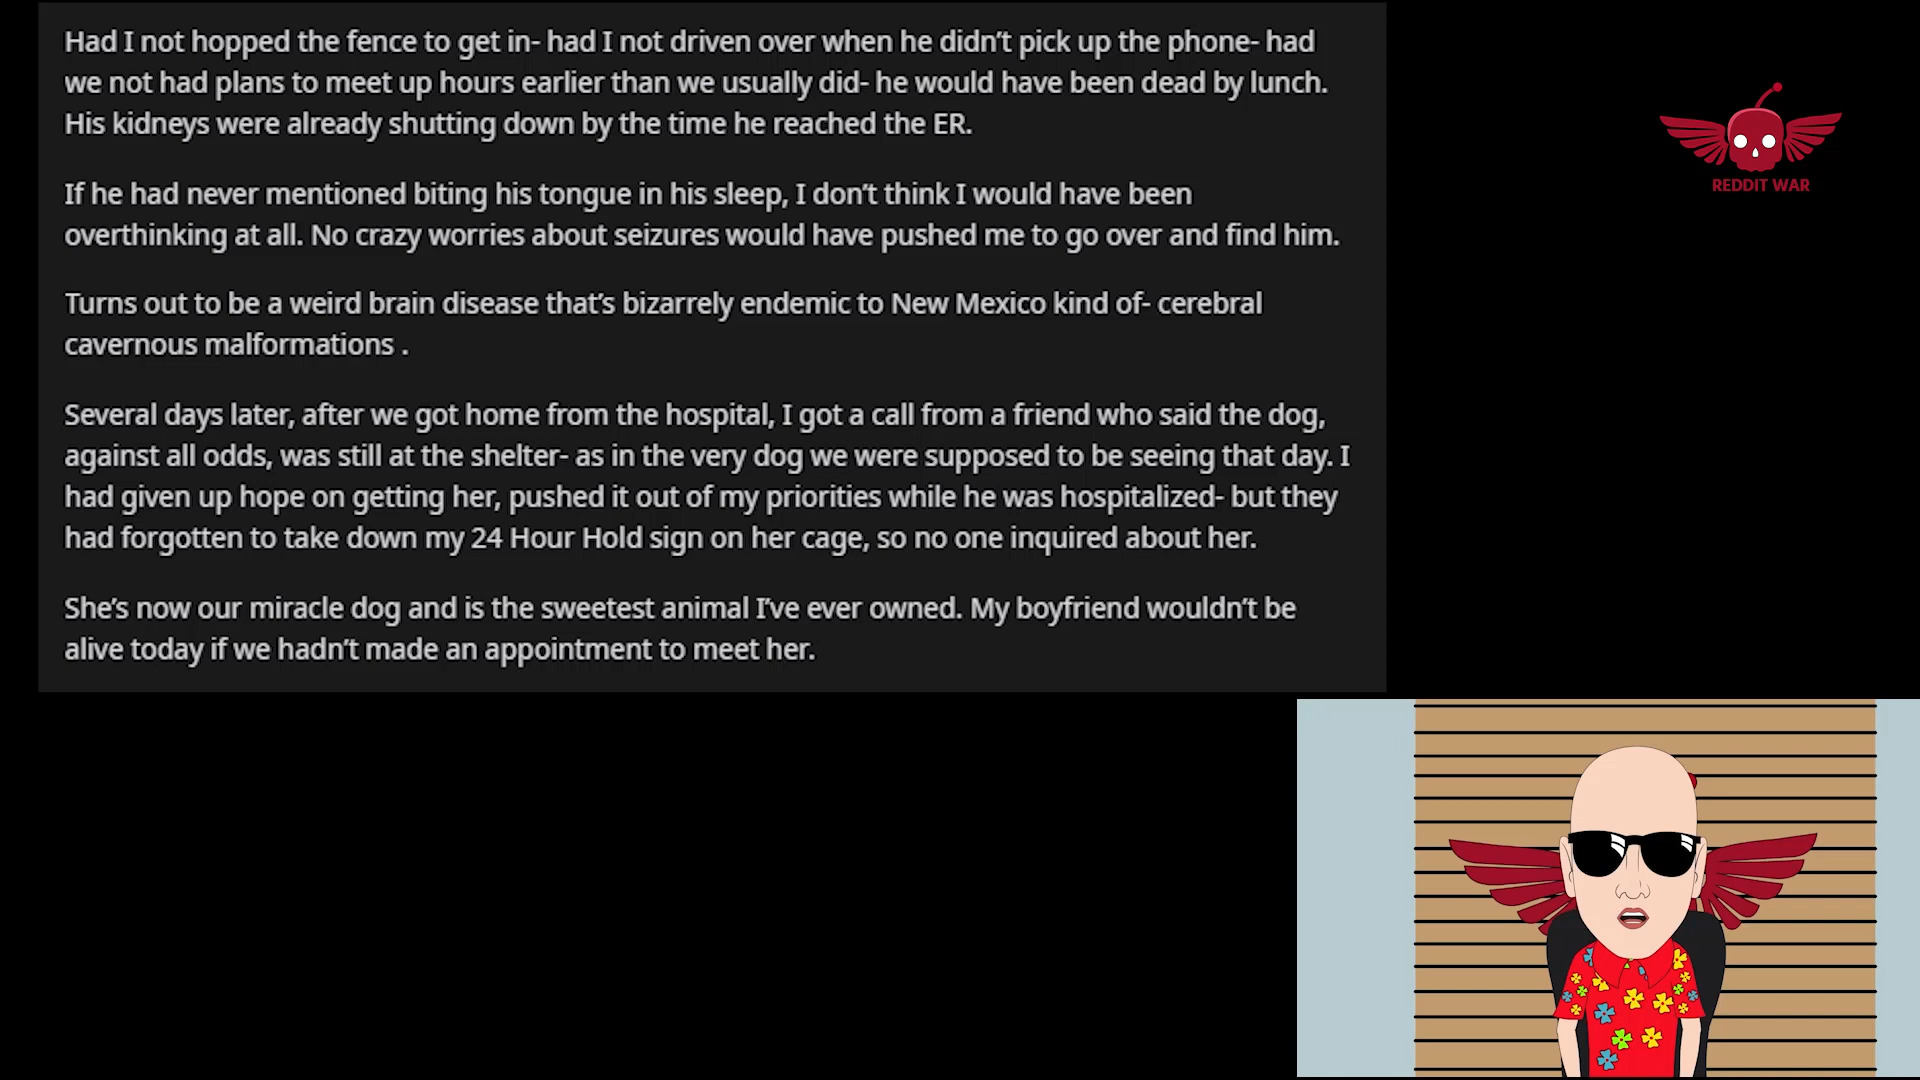 Had I not hopped the fence to get in- had I not driven over when he didn’t pick up the phone- had
we not had plans to meet up hours earlier than we usually did- he would have been dead by lunch.
His kidneys were already shutting down by the time he reached the ER.
If he had never mentioned biting his tongue in his sleep, I don’t think I would have been
overthinking at all. No crazy worries about seizures would have pushed me to go over and find him.
Turns out to be a weird brain disease that’s bizarrely endemic to New Mexico kind of- cerebral
cavernous malformations .
Several days later, after we got home from the hospital, I got a call from a friend who said the dog,
against all odds, was still at the shelter- as in the very dog we were supposed to be seeing that day. I
had given up hope on getting her, pushed it out of my priorities while he was hospitalized- but they
had forgotten to take down my 24 Hour Hold sign on her cage, so no one inquired about her.
She’s now our miracle dog and is the sweetest animal I’ve ever owned. My boyfriend wouldn’t be
alive today if we hadn’t made an appointment to meet her.
REDDIT WAR